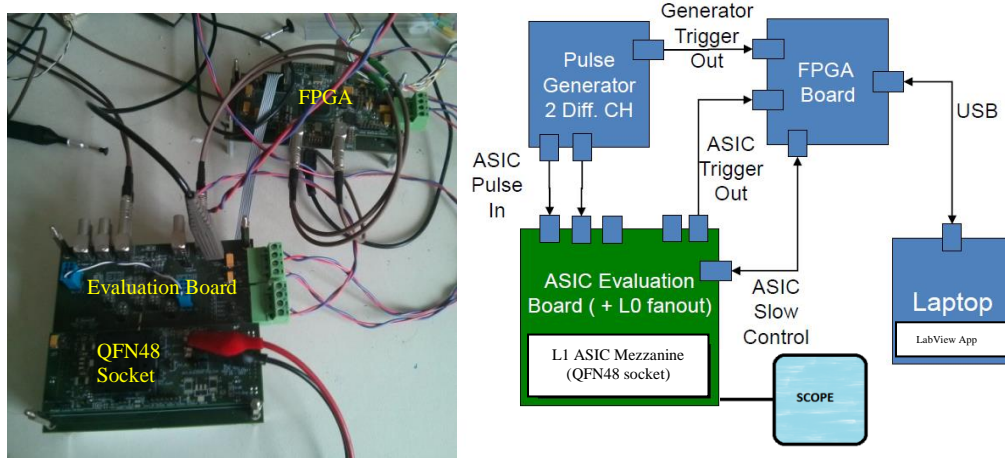 FPGA
Evaluation Board
QFN48
Socket
Generator
Trigger
Out
Pulse
Generator
2 Diff. CH
FPGA
Board
USB
ASIC
Pulse
In
ASIC
Trigger
Out
ASIC Evaluation
Board ( + L0 fanout)
ASIC
Slow
Control
Laptop
LabView App
L1 ASIC Mezzanine
(QFN48 socket)
SCOPE